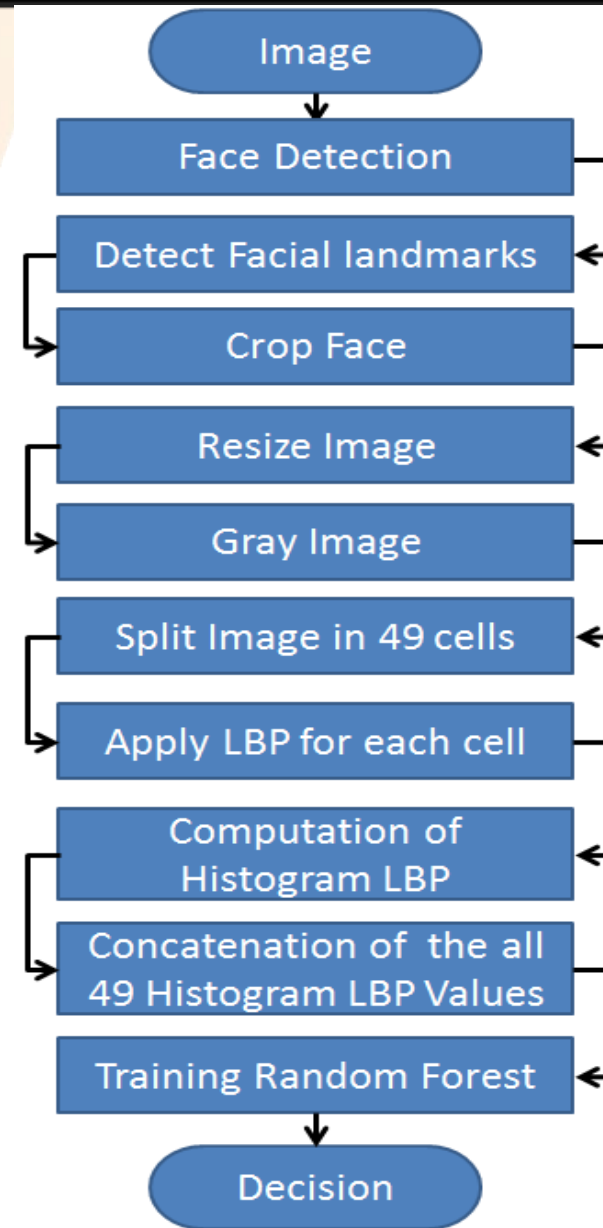 Image
Face Detection
Detect Facial landmarks
Crop Face
Resize Image
Gray Image
Split Image in 49 cells
Apply LBP for each cell
Computation of
Histogram LBP
Concatenation of the all
49 Histogram LBP Values
Training Random Forest
Decision